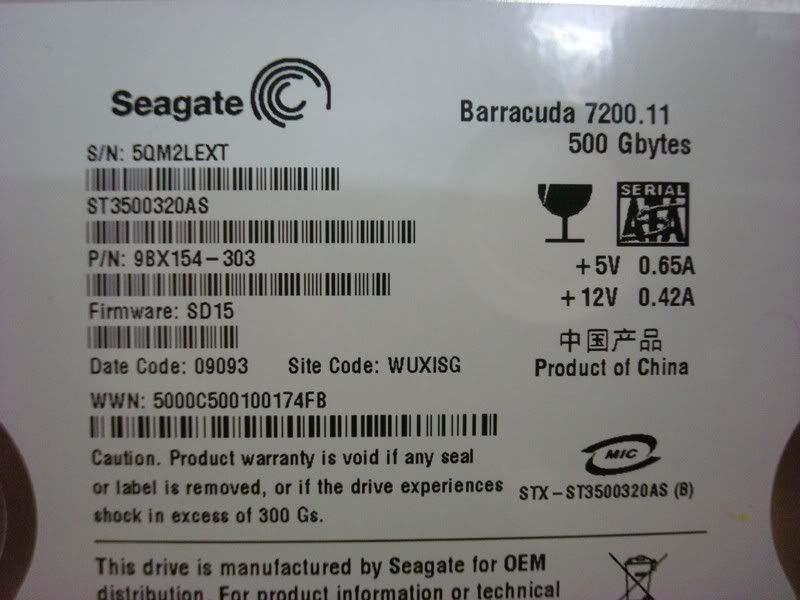 Seagate
Barracuda 7200.11
500 Gbytes
S/N: 5QM2LEXT
ST3500320AS
P/N: 9BX154-303
Firmware: SD15
Date Code: 09093 Site Code: WUXISG
WWN: 5000C500100174FB
SERIAL
ATA
+5V 0.65A
+12V 0.42A
中国产品
Product of China
Caution. Product warranty is void if any seal
or label is removed, or if the drive experiences
shock in excess of 300 Gs.
MIC
STX-ST3500320AS (B)
This drive is manufactured by Seagate for OEM
distribution. For product information or technical